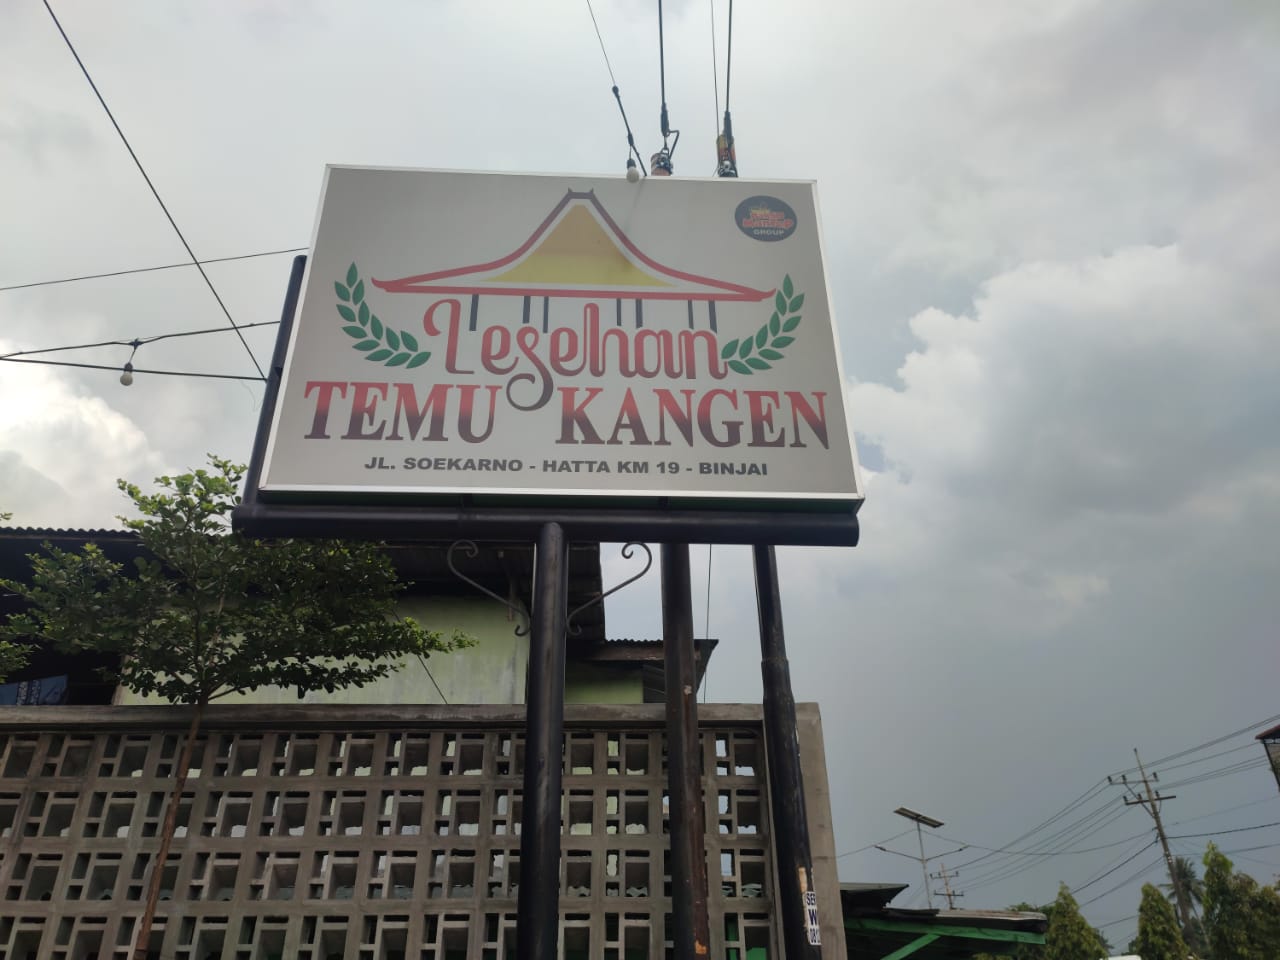 GROUP
Lesehan
TEMU KANGEN
JL. SOEKARNO - HATTA KM 19 - BINJAI